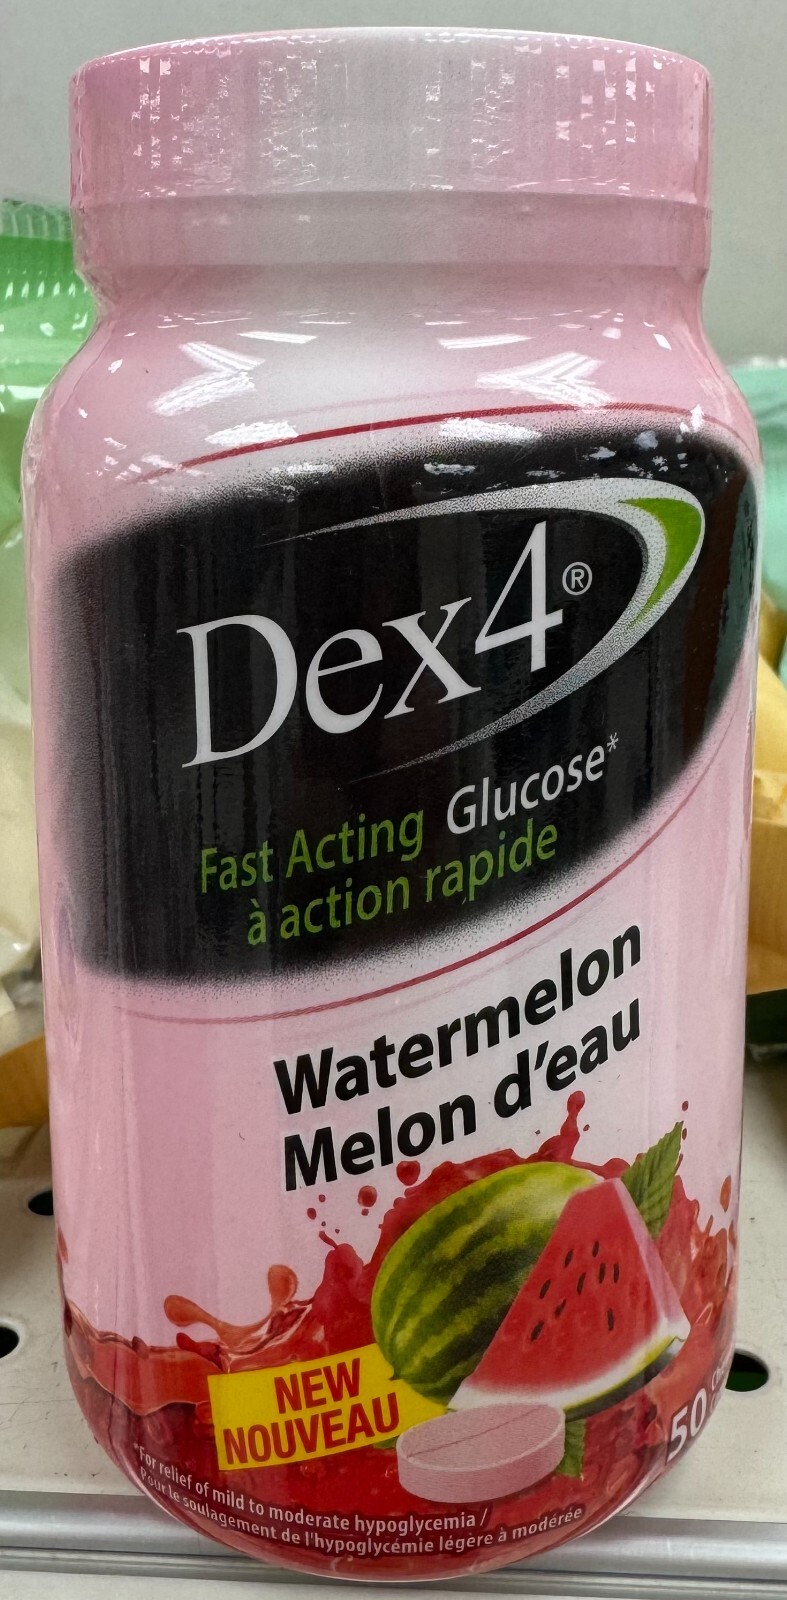 Dex4®
Fast Acting Glucose*
à action rapide
Watermelon
Melon d'eau
NEW
NOUVEAU
50
*For relief of mild to moderate hypoglycemia /
Pour le soulagement de l'hypoglycémie légère à modérée